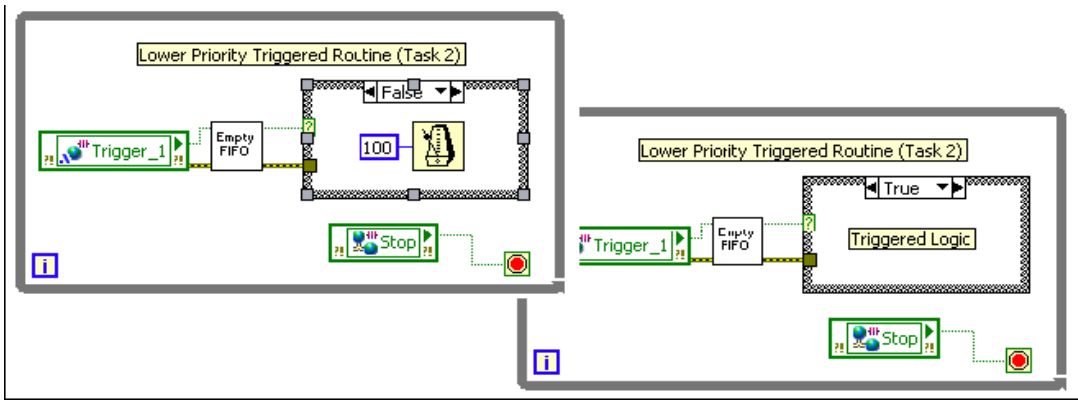 Lower Priority Triggered Routine (Task 2)
False
?
Empty
FIFO
?! Trigger_1 ?!
100
?! Stop ?!
i
Lower Priority Triggered Routine (Task 2)
True
?
Empty
FIFO
Trigger_1 ?!
Triggered Logic
?! Stop ?!
i